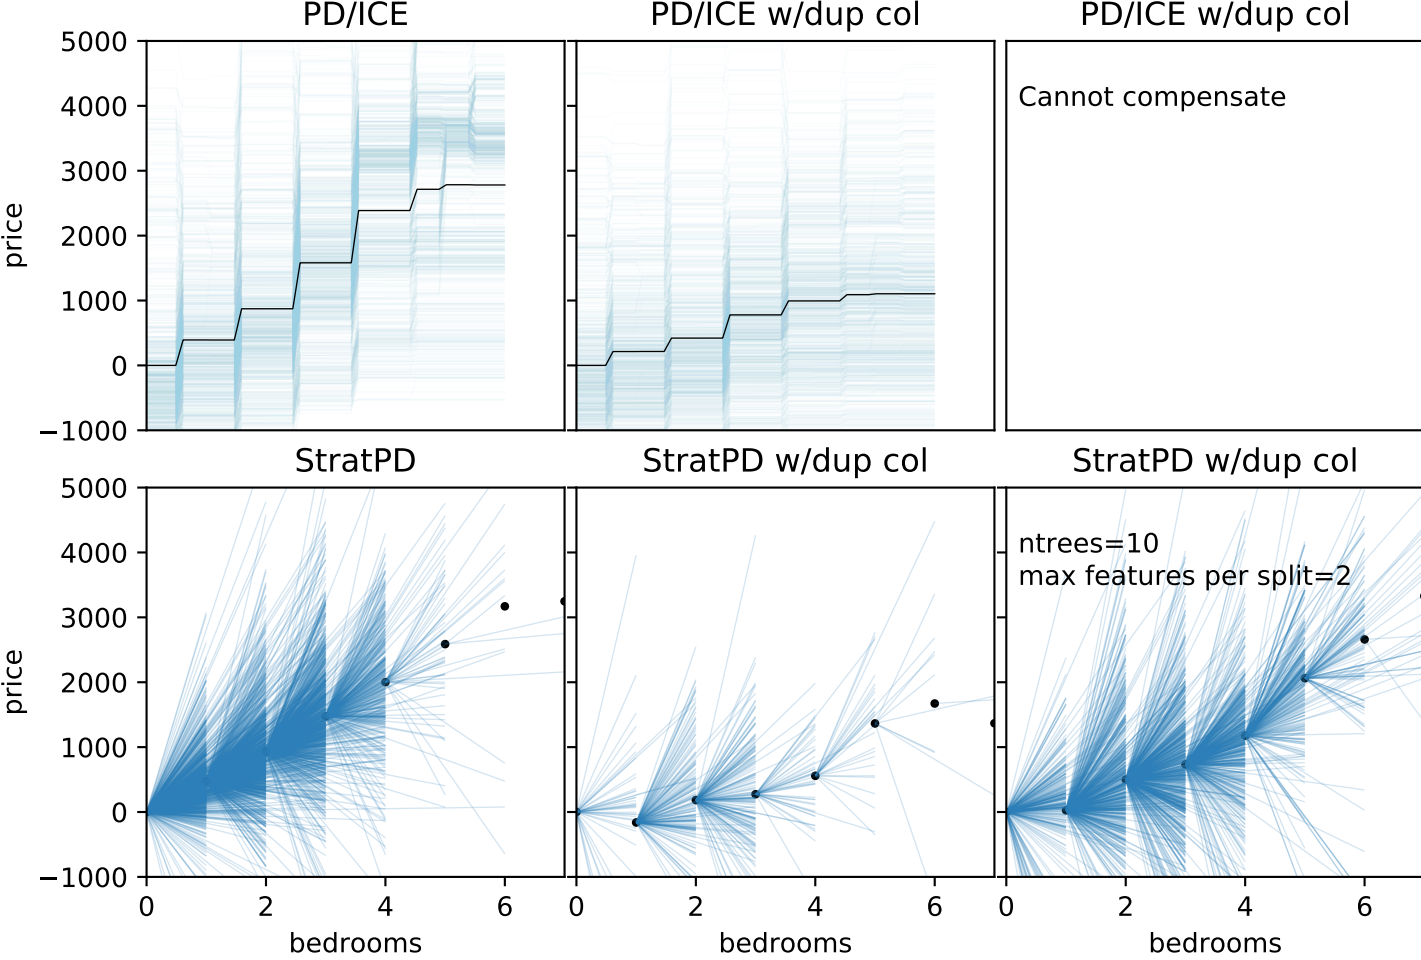 PD/ICE
PD/ICE w/dup col
PD/ICE w/dup col
5000
4000
3000
2000
1000
0
−1000
price
Cannot compensate
StratPD
StratPD w/dup col
StratPD w/dup col
5000
4000
3000
2000
1000
0
−1000
price
ntrees=10
max features per split=2
0 2 4 6
0 2 4 6
0 2 4 6
bedrooms
bedrooms
bedrooms